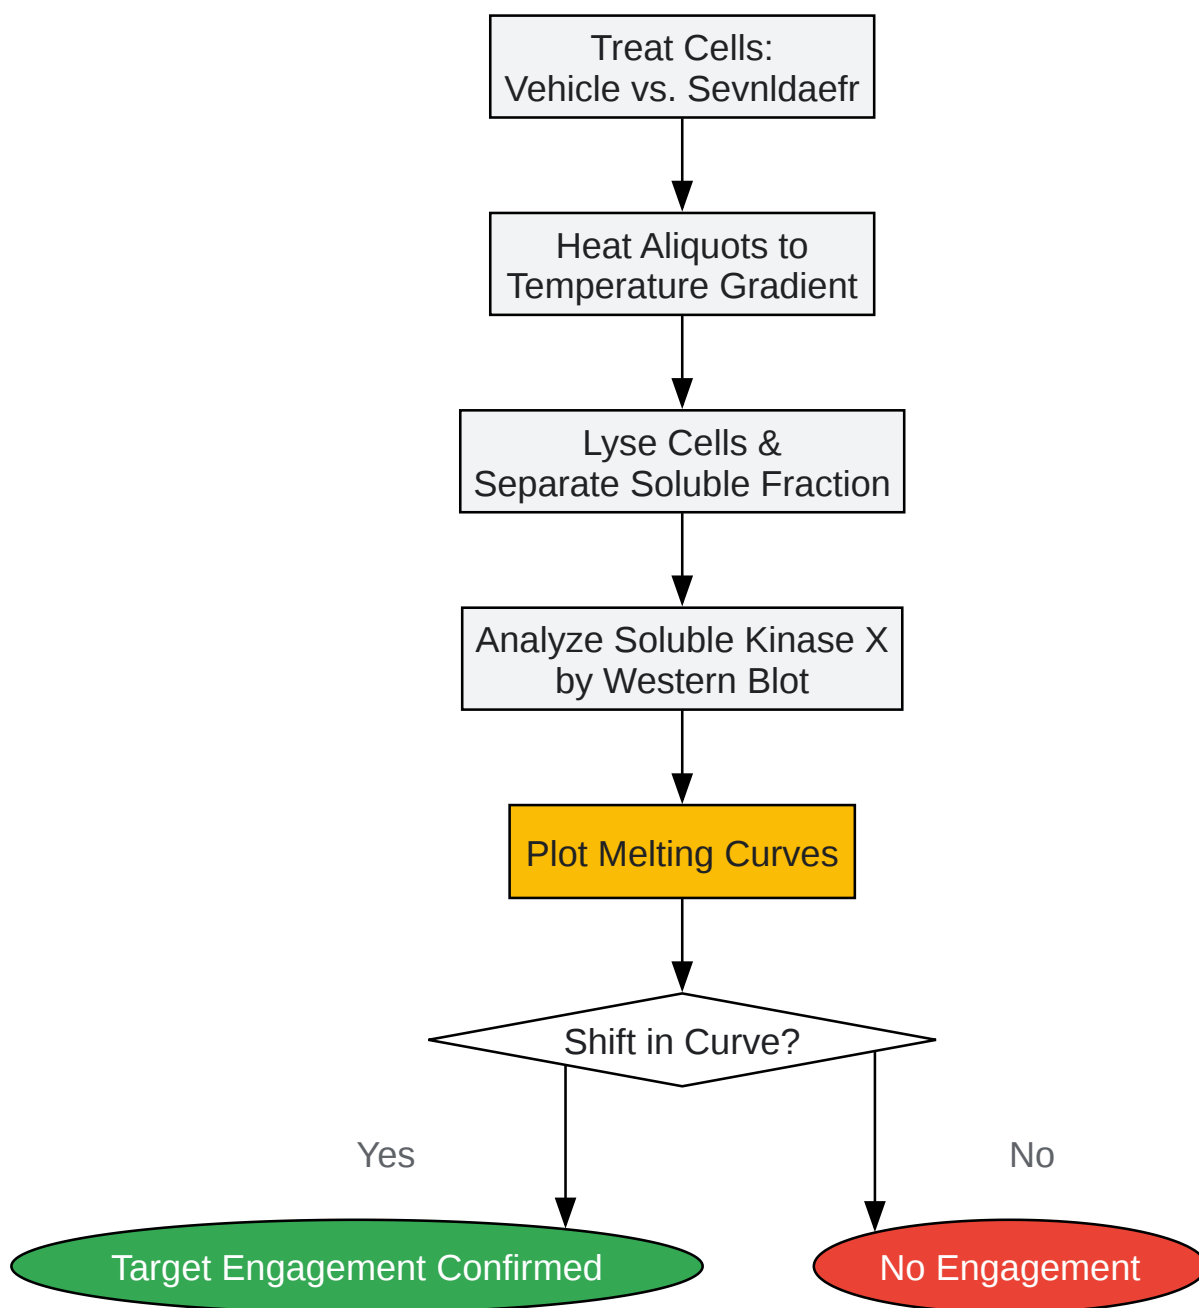 Treat Cells:
Vehicle vs. Sevnldaefr
Heat Aliquots to
Temperature Gradient
Lyse Cells &
Separate Soluble Fraction
Analyze Soluble Kinase X
by Western Blot
Plot Melting Curves
Shift in Curve?
Yes
No
Target Engagement Confirmed
No Engagement